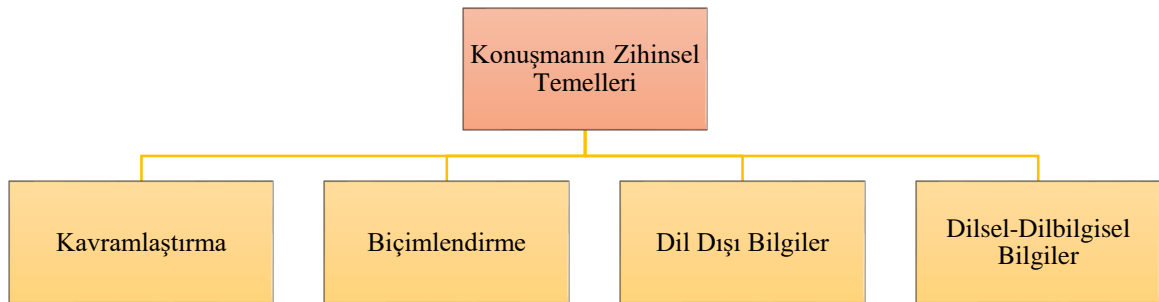 Konuşmanın Zihinsel
Temelleri
Kavramlaştırma
Biçimlendirme
Dil Dışı Bilgiler
Dilsel-Dilbilgisel
Bilgiler